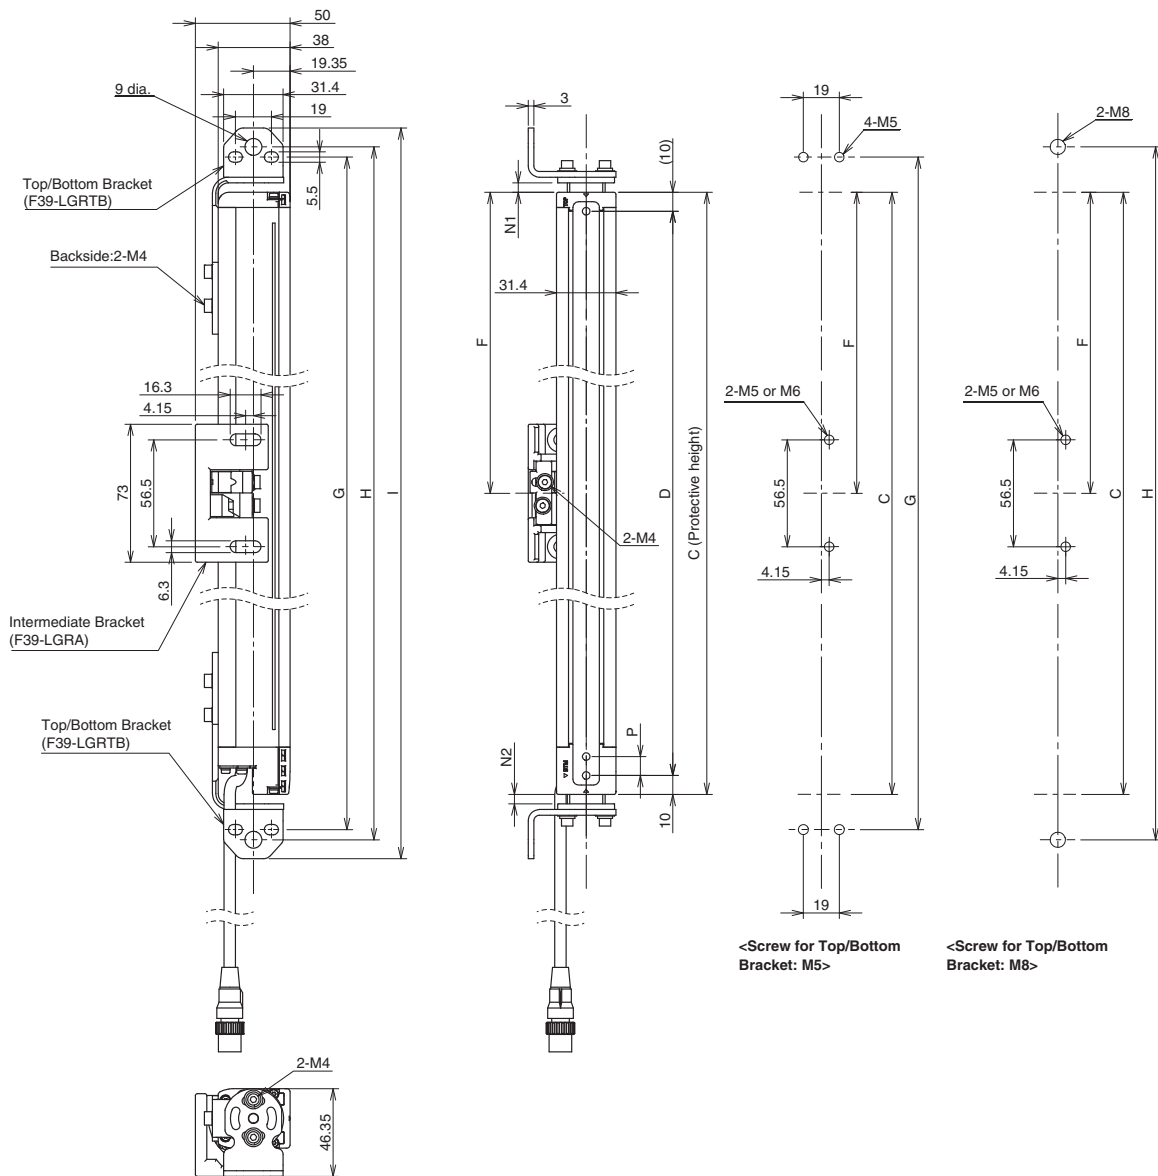 50
38
19.35
31.4
19
9 dia.
Top/Bottom Bracket
(F39-LGRTB)
5.5
Backside:2-M4
16.3
4.15
73
56.5
6.3
G
H
I
Intermediate Bracket
(F39-LGRA)
Top/Bottom Bracket
(F39-LGRTB)
2-M4
46.35
3
(10)
N1
TOP
31.4
F
D
C (Protective height)
2-M4
P
N2
10
19
4-M5
F
2-M5 or M6
56.5
C
G
4.15
19
<Screw for Top/Bottom
Bracket: M5>
2-M8
F
2-M5 or M6
56.5
C
H
4.15
<Screw for Top/Bottom
Bracket: M8>